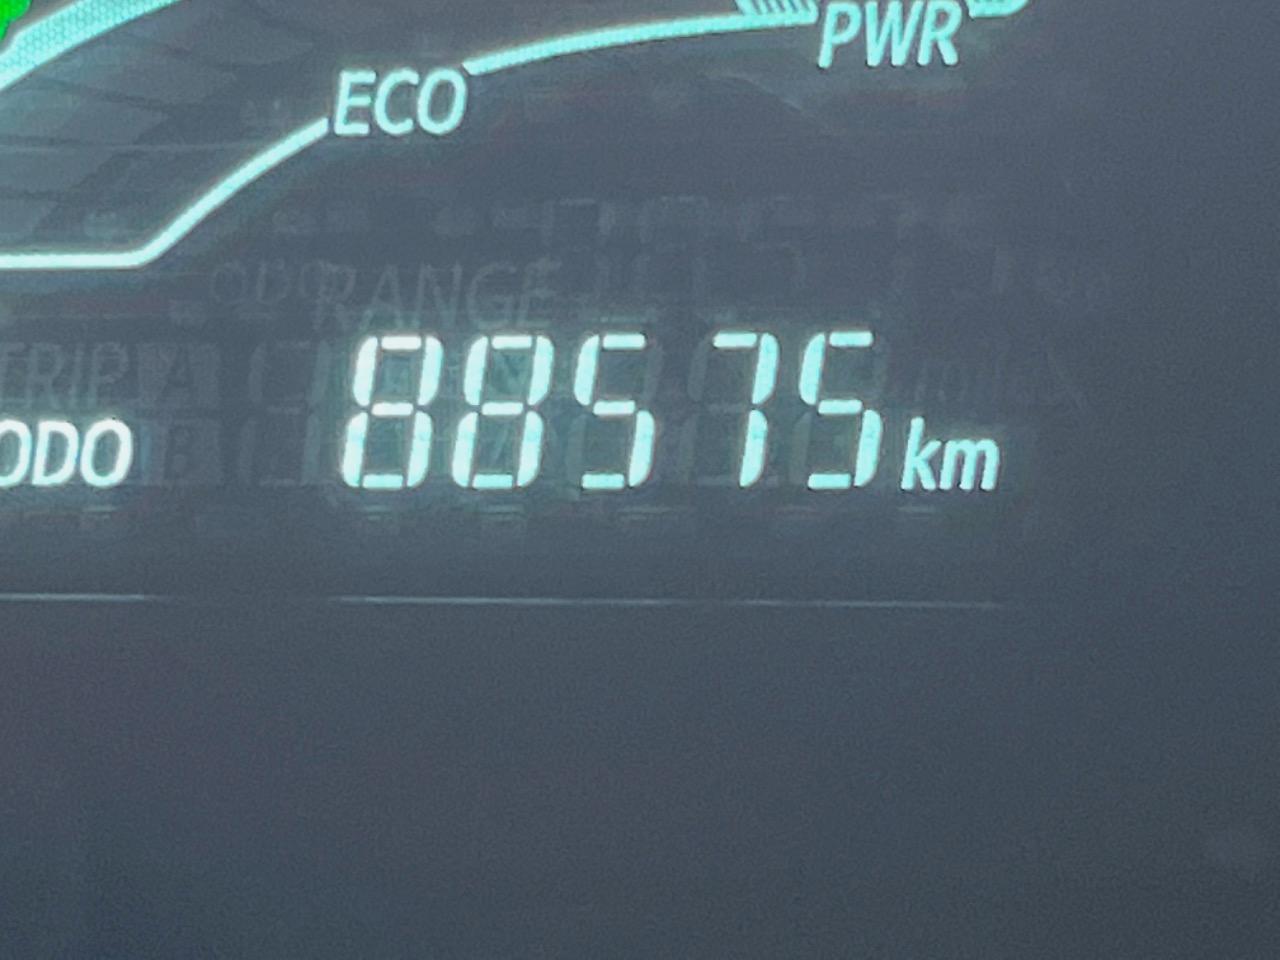 PWR
ECO
RANGE
TRIP A
ODO 88575 km